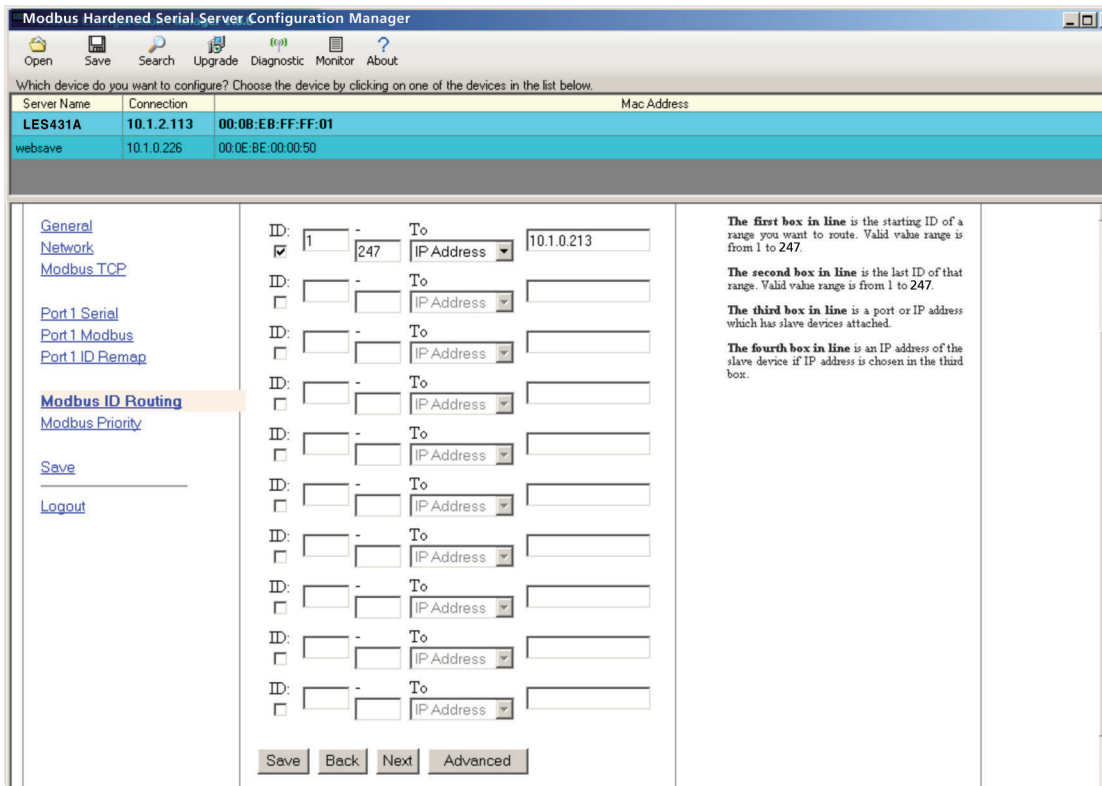 Modbus Hardened Serial Server Configuration Manager
Open Save Search Upgrade Diagnostic Monitor About
Which device do you want to configure? Choose the device by clicking on one of the devices in the list below.
Server Name Connection Mac Address
LES431A 10.1.2.113 00:0B:EB:FF:FF:01
websave 10.1.0.226 00:0E:BE:00:00:50
General
Network
Modbus TCP
Port 1 Serial
Port 1 Modbus
Port 1 ID Remap
Modbus ID Routing
Modbus Priority
Save
Logout
ID: 1 - 247 To IP Address 10.1.0.213
ID: - To IP Address
ID: - To IP Address
ID: - To IP Address
ID: - To IP Address
ID: - To IP Address
ID: - To IP Address
ID: - To IP Address
ID: - To IP Address
ID: - To IP Address
Save Back Next Advanced
The first box in line is the starting ID of a
range you want to route. Valid value range is
from 1 to 247.
The second box in line is the last ID of that
range. Valid value range is from 1 to 247.
The third box in line is a port or IP address
which has slave devices attached.
The fourth box in line is an IP address of the
slave device if IP address is chosen in the third
box.